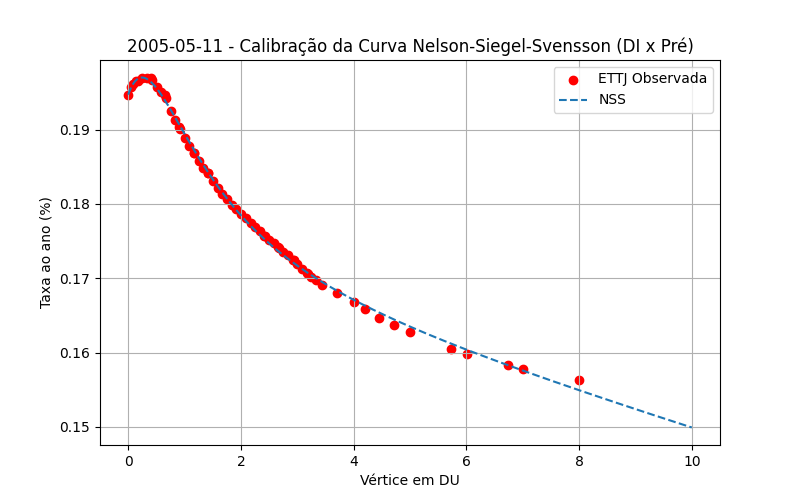 2005-05-11 - Calibração da Curva Nelson-Siegel-Svensson (DI x Pré)
ETTJ Observada
NSS
Taxa ao ano (%)
0.19
0.18
0.17
0.16
0.15
0
2
4
6
8
10
Vértice em DU